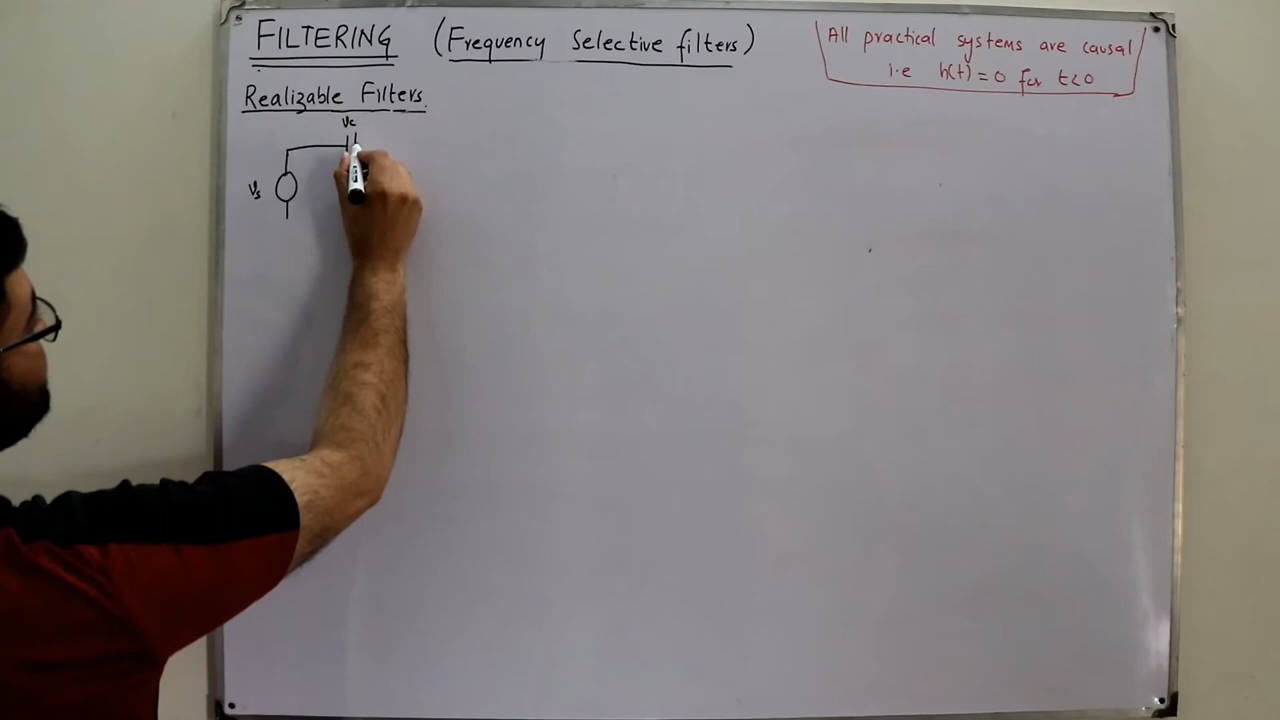 FILTERING (Frequency Selective filters)
All practical systems are causal
i.e h(t) = 0 for t<0
Realizable Filters.
Vc
Vs